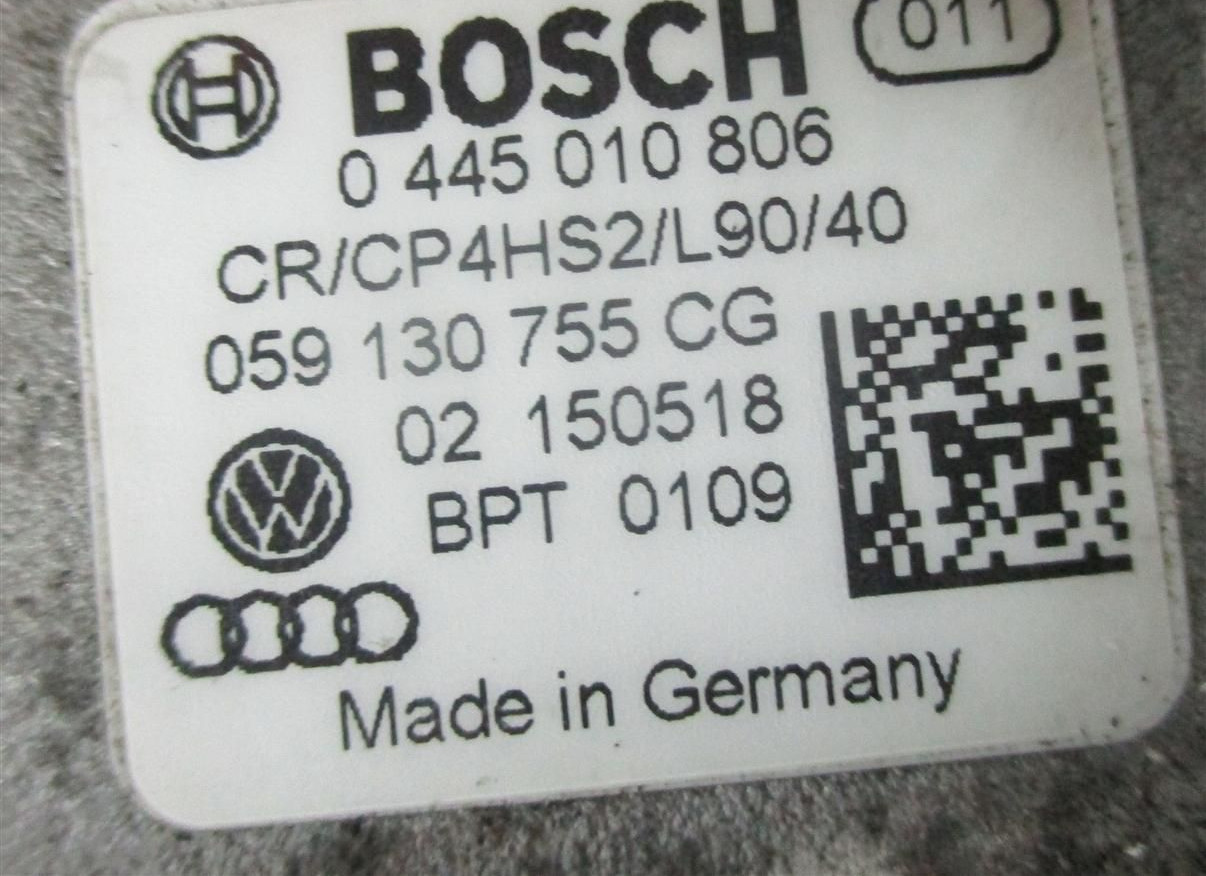 BOSCH 011
0 445 010 806
CR/CP4HS2/L90/40
059 130 755 CG
02 150518
BPT 0109
Made in Germany